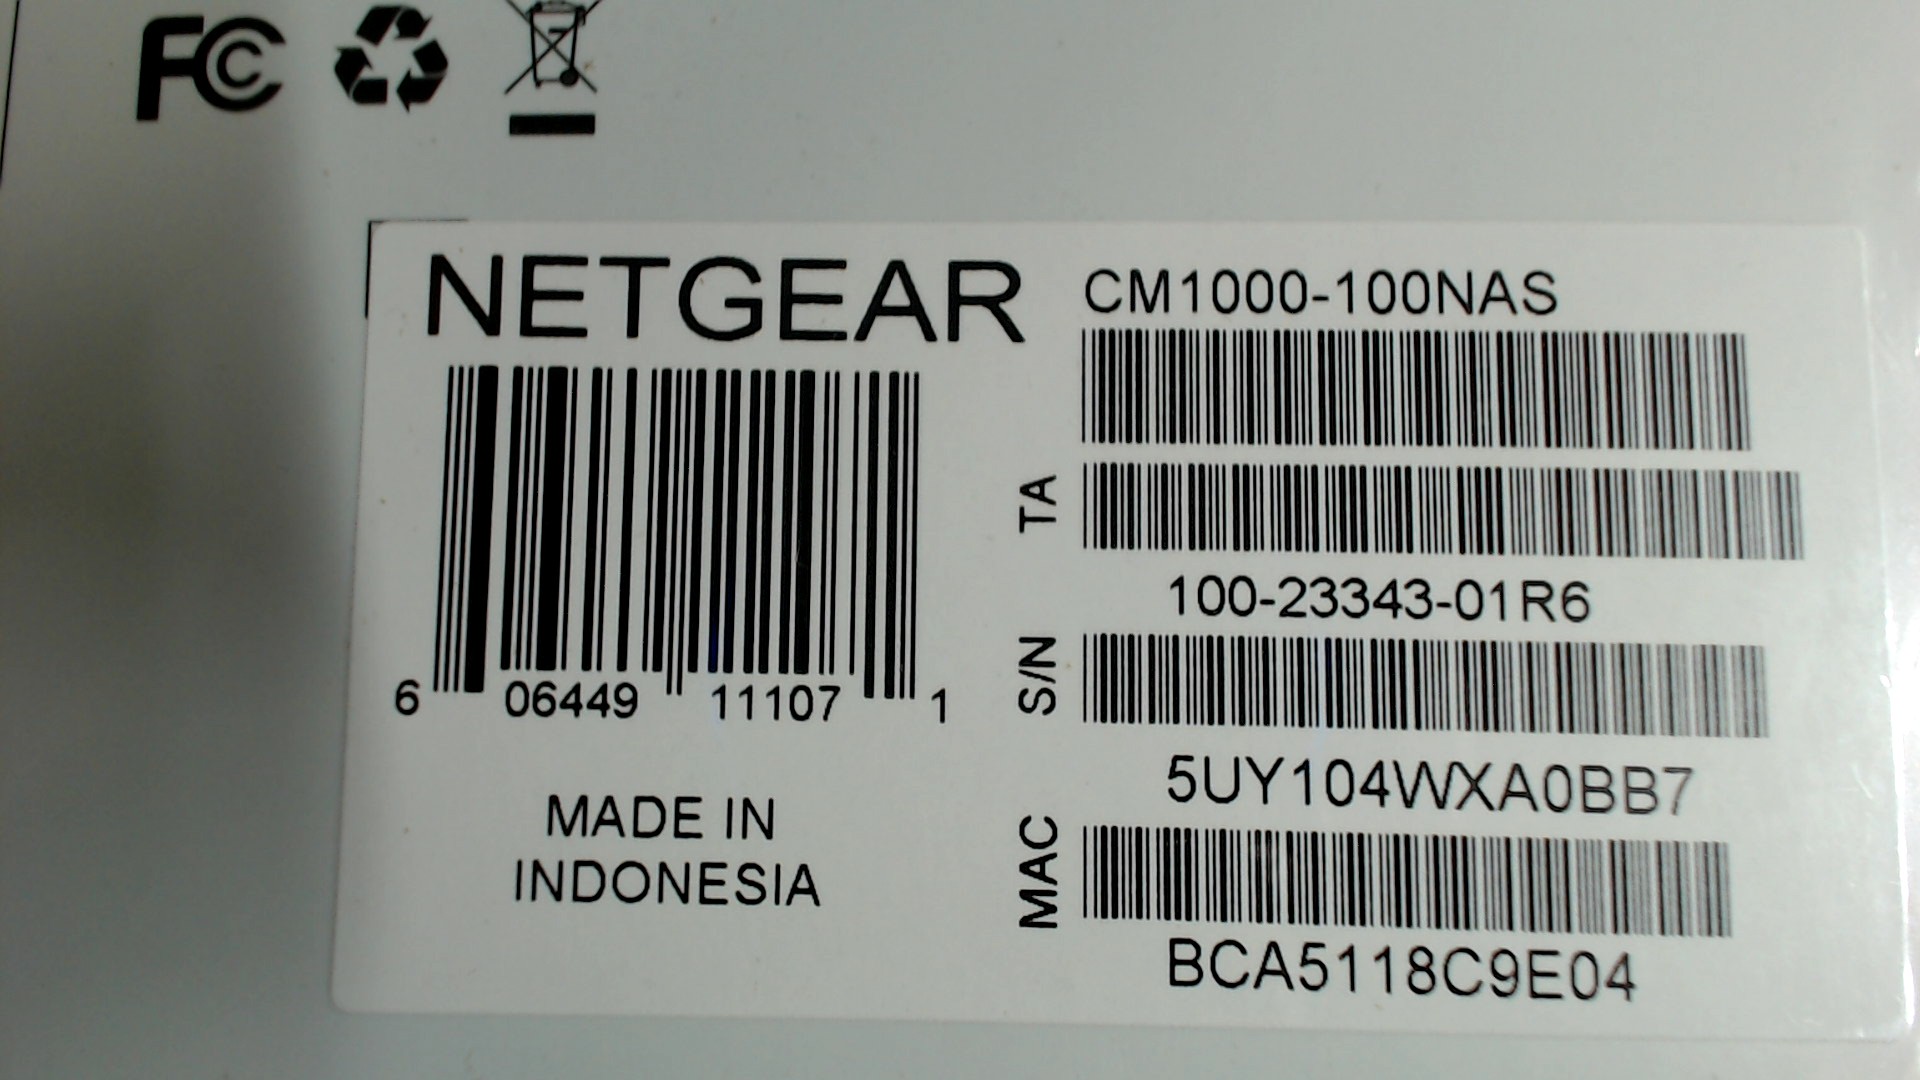 FC
NETGEAR
6 06449 11107 1
MADE IN
INDONESIA
CM1000-100NAS
TA
100-23343-01R6
S/N
5UY104WXA0BB7
MAC
BCA5118C9E04